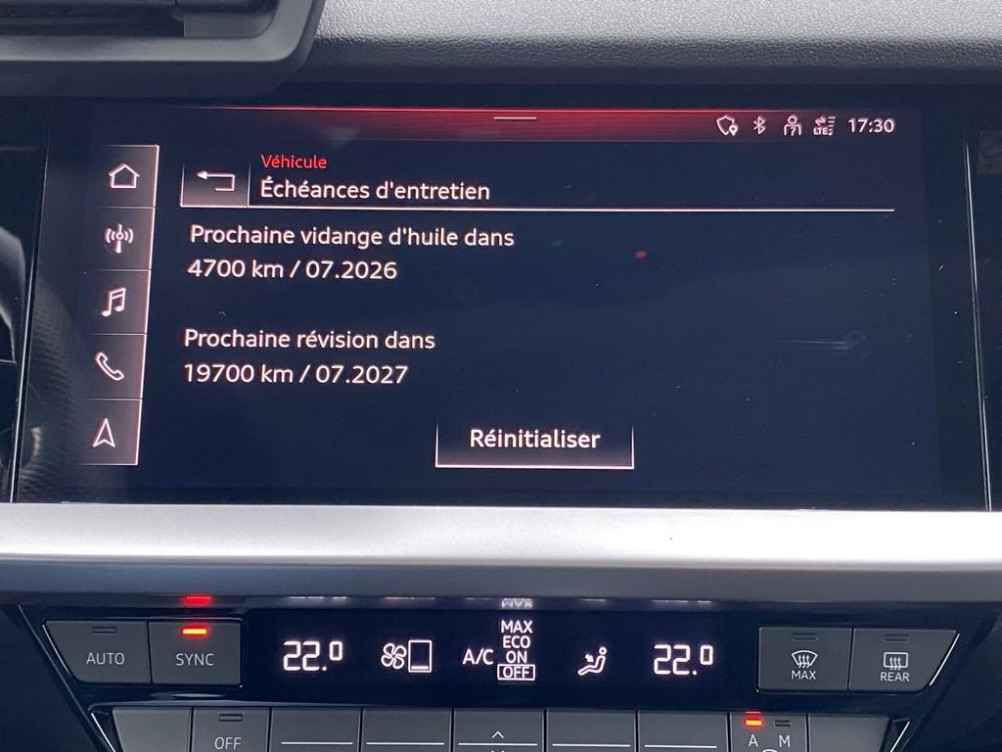 LTE
17:30
Véhicule
Échéances d'entretien
Prochaine vidange d'huile dans
4700 km / 07.2026
Prochaine révision dans
19700 km / 07.2027
Réinitialiser
AUTO
SYNC
22.0
A/C
MAX
ECO
ON
OFF
22.0
MAX
REAR
OFF
A
M